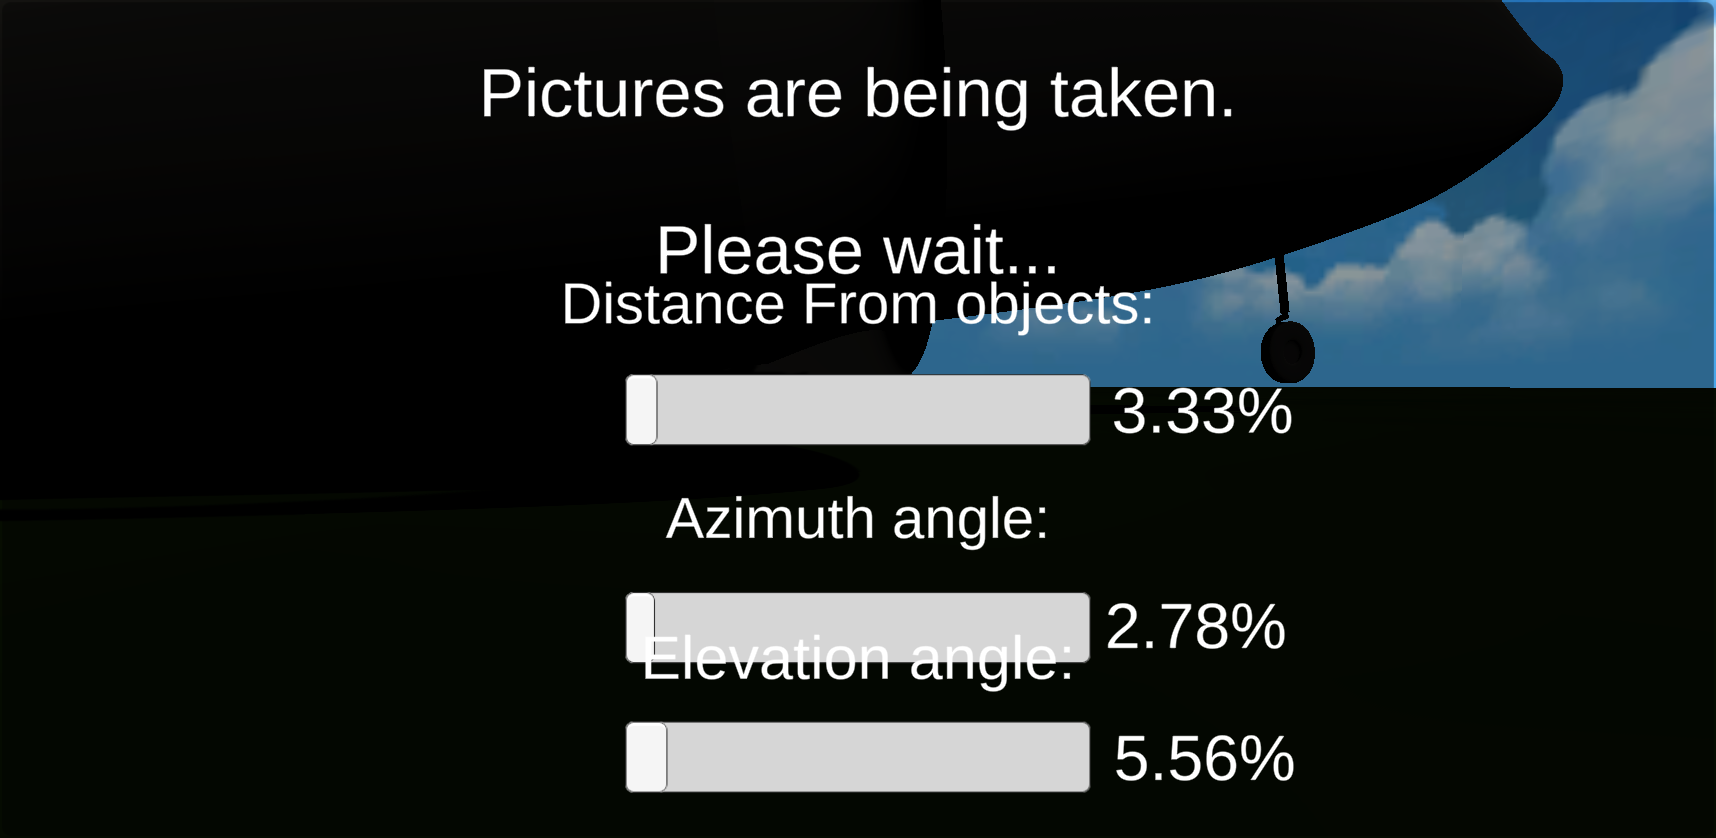 Pictures are being taken.
Please wait...
Distance From objects:
3.33%
Azimuth angle:
2.78%
Elevation angle:
5.56%